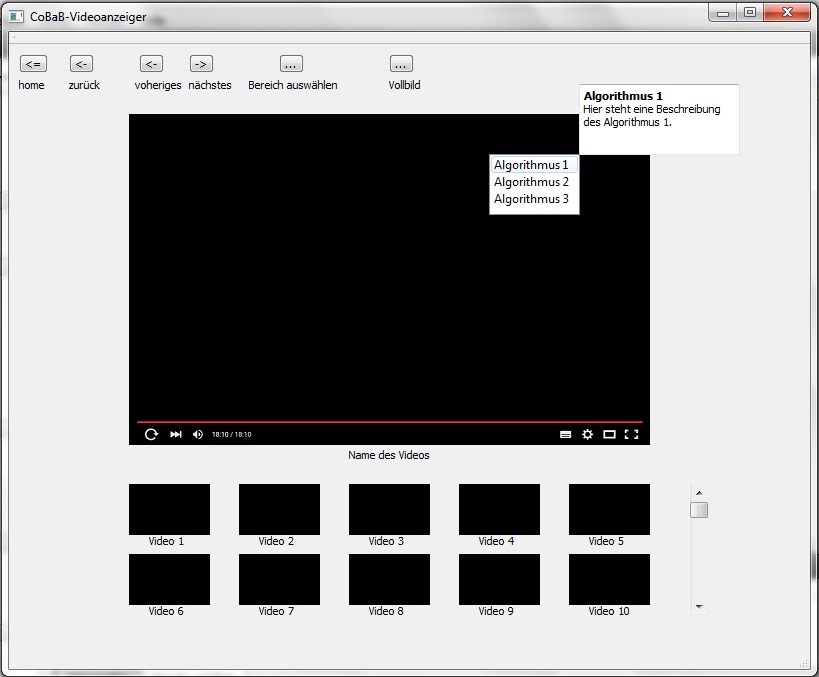 CoBaB-Videoanzeiger
<= <- <- -> ... ...
home zurück voheriges nächstes Bereich auswählen Vollbild
Algorithmus 1
Hier steht eine Beschreibung
des Algorithmus 1.
Algorithmus 1
Algorithmus 2
Algorithmus 3
18:10 / 18:10
Name des Videos
Video 1 Video 2 Video 3 Video 4 Video 5
Video 6 Video 7 Video 8 Video 9 Video 10